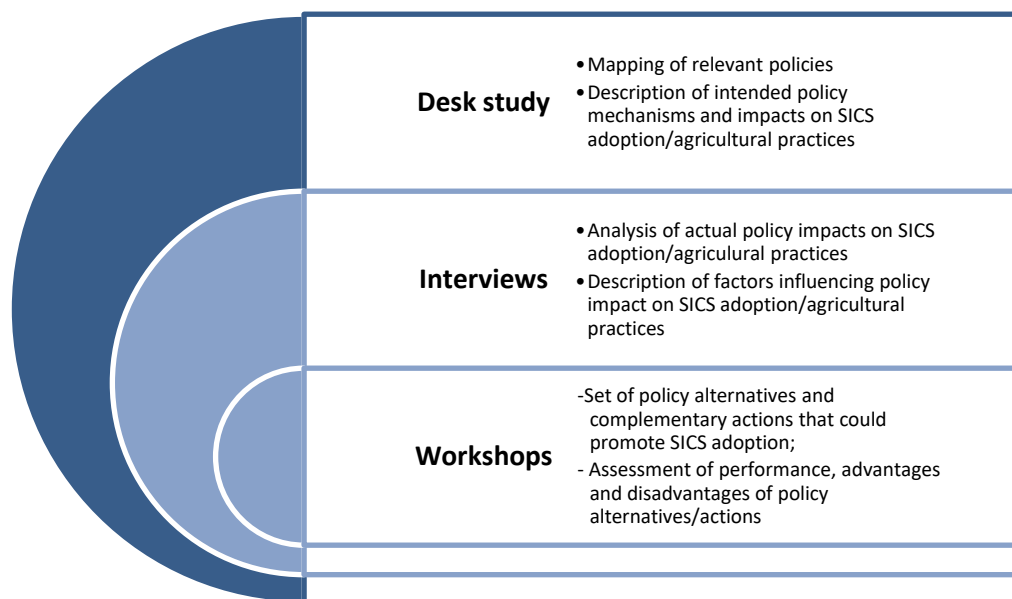 Desk study
•Mapping of relevant policies
•Description of intended policy
mechanisms and impacts on SICS
adoption/agricultural practices
Interviews
•Analysis of actual policy impacts on SICS
adoption/agriculural practices
•Description of factors influencing policy
impact on SICS adoption/agricultural
practices
Workshops
-Set of policy alternatives and
complementary actions that could
promote SICS adoption;
- Assessment of performance, advantages
and disadvantages of policy
alternatives/actions